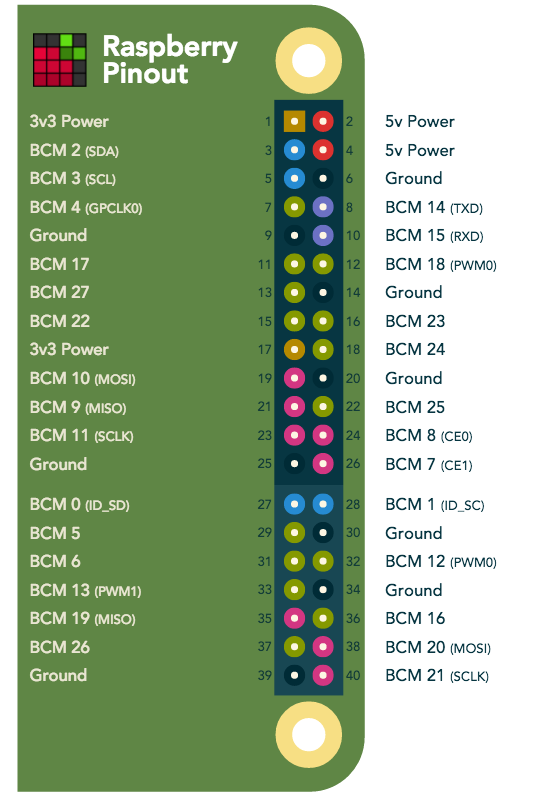 Raspberry
Pinout
3v3 Power 1 2 5v Power
BCM 2 (SDA) 3 4 5v Power
BCM 3 (SCL) 5 6 Ground
BCM 4 (GPCLK0) 7 8 BCM 14 (TXD)
Ground 9 10 BCM 15 (RXD)
BCM 17 11 12 BCM 18 (PWM0)
BCM 27 13 14 Ground
BCM 22 15 16 BCM 23
3v3 Power 17 18 BCM 24
BCM 10 (MOSI) 19 20 Ground
BCM 9 (MISO) 21 22 BCM 25
BCM 11 (SCLK) 23 24 BCM 8 (CE0)
Ground 25 26 BCM 7 (CE1)
BCM 0 (ID_SD) 27 28 BCM 1 (ID_SC)
BCM 5 29 30 Ground
BCM 6 31 32 BCM 12 (PWM0)
BCM 13 (PWM1) 33 34 Ground
BCM 19 (MISO) 35 36 BCM 16
BCM 26 37 38 BCM 20 (MOSI)
Ground 39 40 BCM 21 (SCLK)